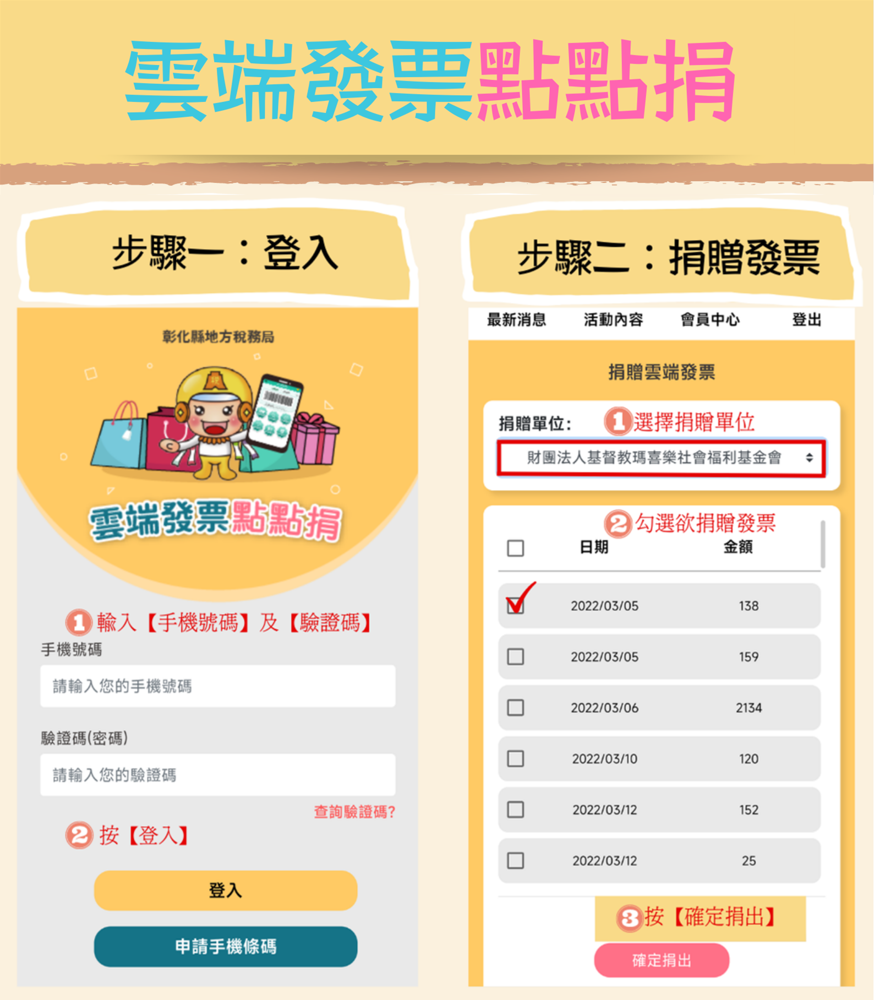 雲端發票點點捐
步驟一：登入
彰化縣地方稅務局
稅
雲端發票點點捐
1 輸入【手機號碼】及【驗證碼】
手機號碼
請輸入您的手機號碼
驗證碼(密碼)
請輸入您的驗證碼
查詢驗證碼?
2 按【登入】
登入
申請手機條碼
步驟二：捐贈發票
最新消息 活動內容 會員中心 登出
捐贈雲端發票
捐贈單位: 1 選擇捐贈單位
財團法人基督教瑪喜樂社會福利基金會
2 勾選欲捐贈發票
日期 金額
2022/03/05 138
2022/03/05 159
2022/03/06 2134
2022/03/10 120
2022/03/12 152
2022/03/12 25
3 按【確定捐出】
確定捐出